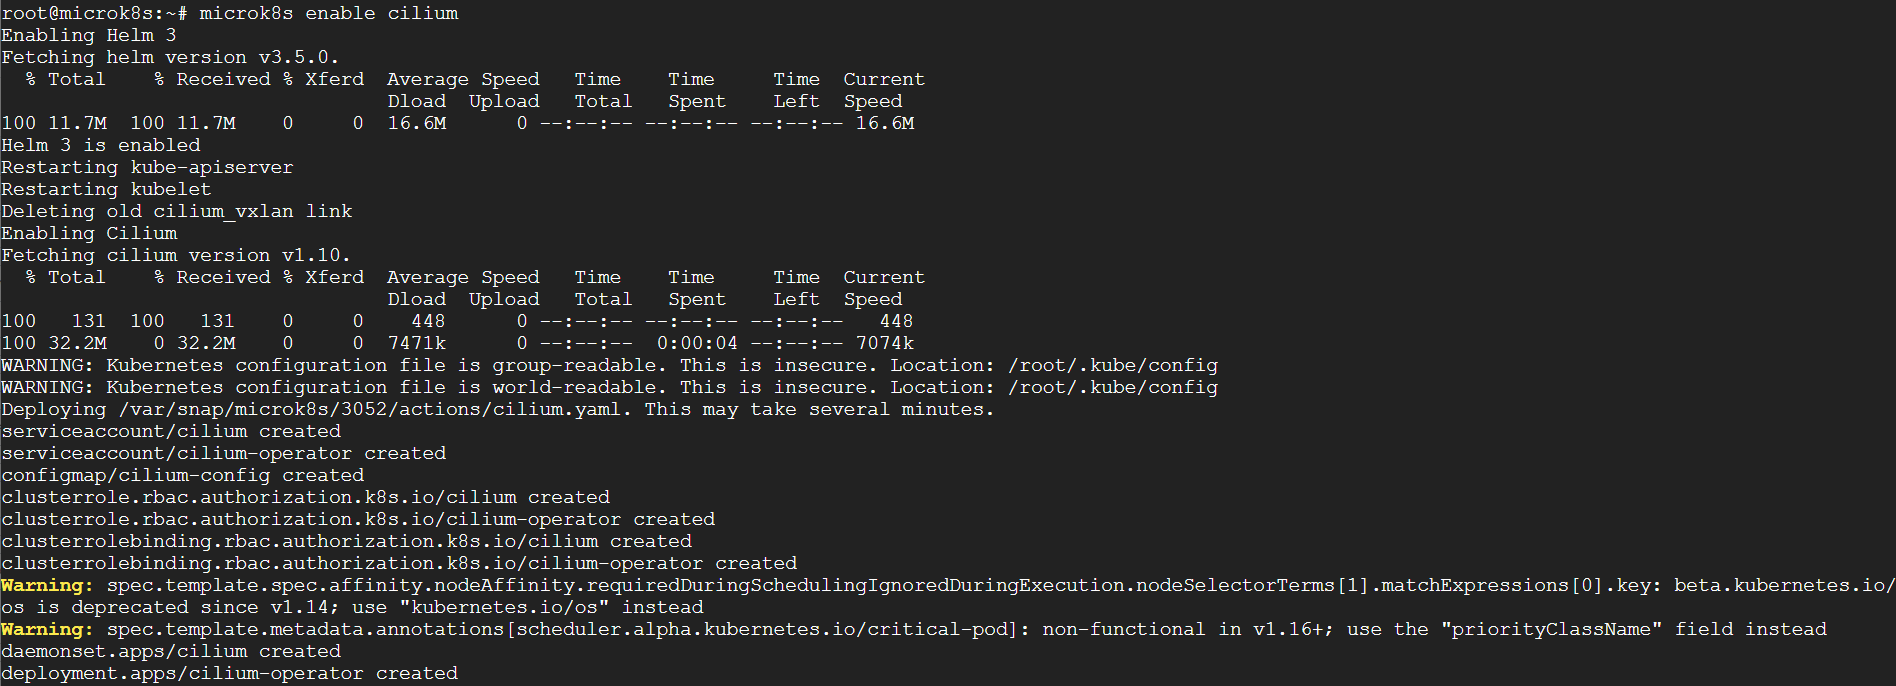 root@microk8s:~# microk8s enable cilium
Enabling Helm 3
Fetching helm version v3.5.0.
  % Total    % Received % Xferd  Average Speed   Time    Time     Time  Current
                                 Dload  Upload   Total   Spent    Left  Speed
100 11.7M  100 11.7M    0     0  16.6M      0 --:--:-- --:--:-- --:--:-- 16.6M
Helm 3 is enabled
Restarting kube-apiserver
Restarting kubelet
Deleting old cilium_vxlan link
Enabling Cilium
Fetching cilium version v1.10.
  % Total    % Received % Xferd  Average Speed   Time    Time     Time  Current
                                 Dload  Upload   Total   Spent    Left  Speed
100   131  100   131    0     0    448      0 --:--:-- --:--:-- --:--:--   448
100 32.2M    0 32.2M    0     0  7471k      0 --:--:--  0:00:04 --:--:-- 7074k
WARNING: Kubernetes configuration file is group-readable. This is insecure. Location: /root/.kube/config
WARNING: Kubernetes configuration file is world-readable. This is insecure. Location: /root/.kube/config
Deploying /var/snap/microk8s/3052/actions/cilium.yaml. This may take several minutes.
serviceaccount/cilium created
serviceaccount/cilium-operator created
configmap/cilium-config created
clusterrole.rbac.authorization.k8s.io/cilium created
clusterrole.rbac.authorization.k8s.io/cilium-operator created
clusterrolebinding.rbac.authorization.k8s.io/cilium created
clusterrolebinding.rbac.authorization.k8s.io/cilium-operator created
Warning: spec.template.spec.affinity.nodeAffinity.requiredDuringSchedulingIgnoredDuringExecution.nodeSelectorTerms[1].matchExpressions[0].key: beta.kubernetes.io/
os is deprecated since v1.14; use "kubernetes.io/os" instead
Warning: spec.template.metadata.annotations[scheduler.alpha.kubernetes.io/critical-pod]: non-functional in v1.16+; use the "priorityClassName" field instead
daemonset.apps/cilium created
deployment.apps/cilium-operator created